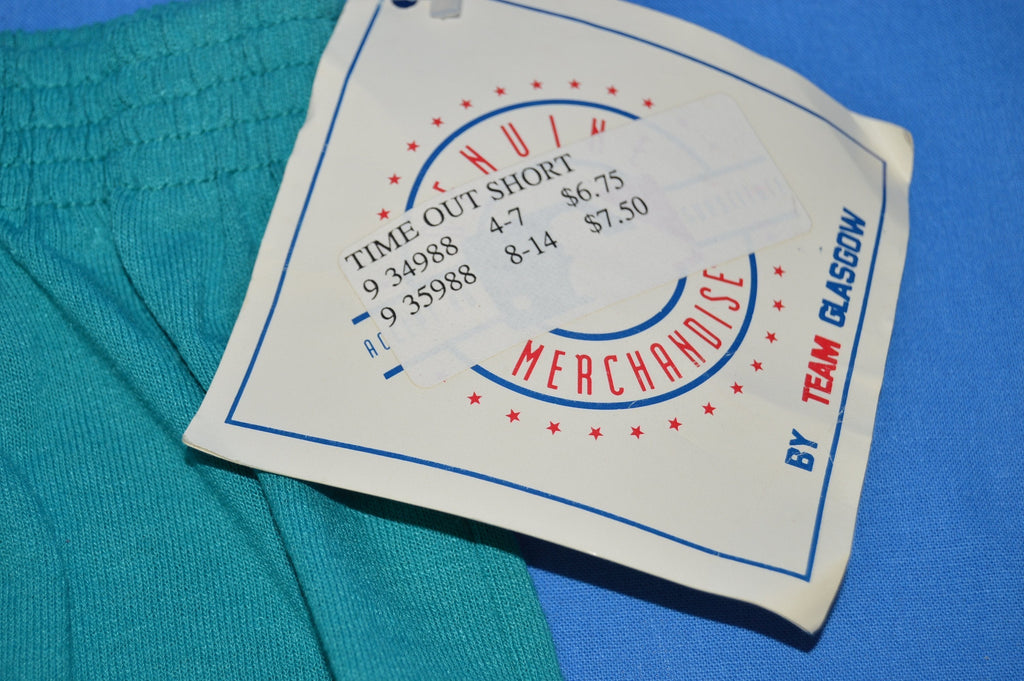 TIME OUT SHORT
9 34988 4-7 $6.75
9 35988 8-14 $7.50
MERCHANDISE
BY TEAM GLASGOW